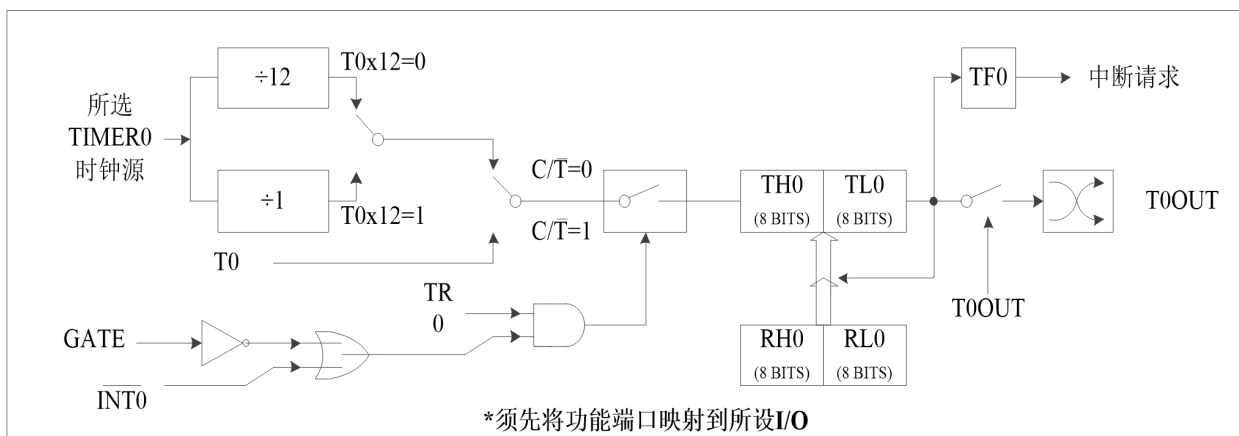 ÷12
T0x12=0
所选
TIMER0
时钟源
÷1
T0x12=1
T0
C/T̅=0
C/T̅=1
TH0
(8 BITS)
TL0
(8 BITS)
TF0
中断请求
T0OUT
T0OUT
TR
0
GATE
I̅N̅T̅0̅
RH0
(8 BITS)
RL0
(8 BITS)
*须先将功能端口映射到所设I/O